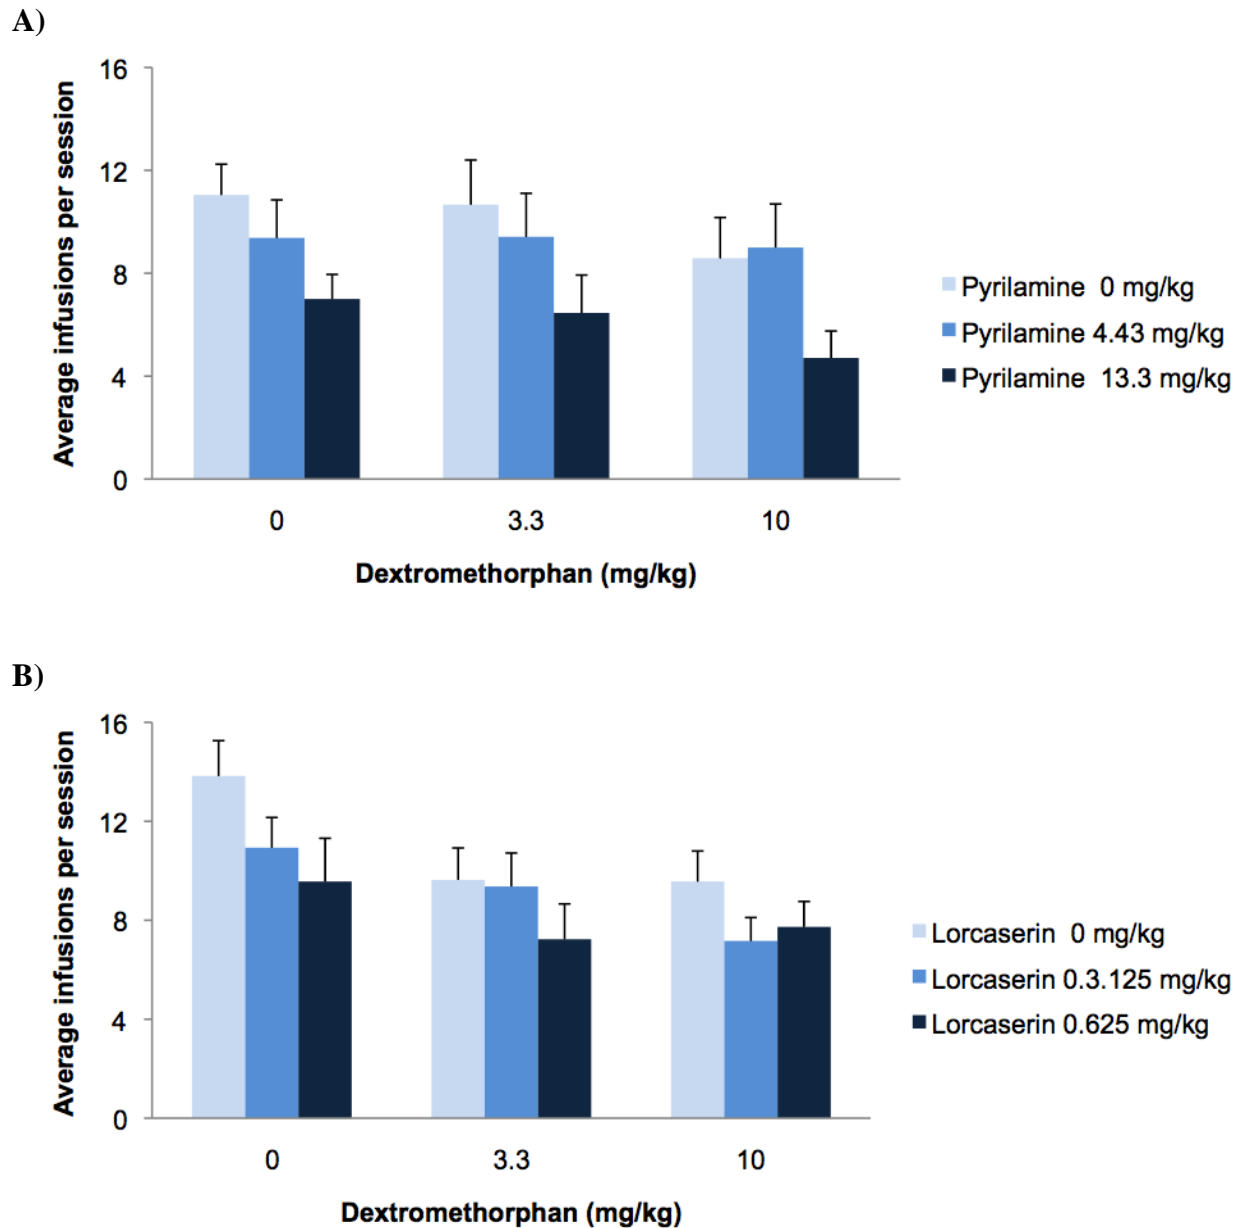 A)
Average infusions per session
16
12
8
4
0
0
3.3
10
Dextromethorphan (mg/kg)
Pyrilamine 0 mg/kg
Pyrilamine 4.43 mg/kg
Pyrilamine 13.3 mg/kg
B)
Average infusions per session
16
12
8
4
0
0
3.3
10
Dextromethorphan (mg/kg)
Lorcaserin 0 mg/kg
Lorcaserin 0.3.125 mg/kg
Lorcaserin 0.625 mg/kg